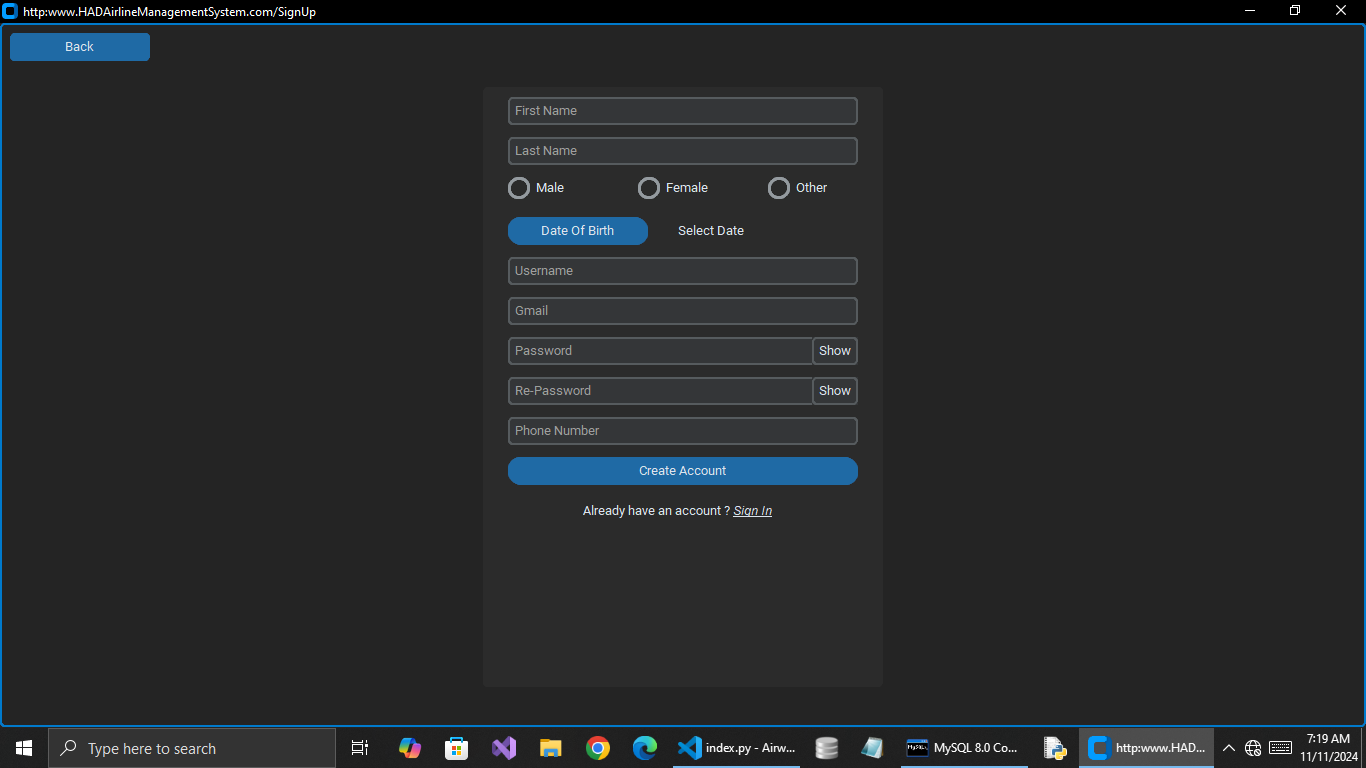 http:www.HADAirlineManagementSystem.com/SignUp
Back
First Name
Last Name
Male Female Other
Date Of Birth Select Date
Username
Gmail
Password Show
Re-Password Show
Phone Number
Create Account
Already have an account ? Sign In
Type here to search
index.py - Airw...
MySQL 8.0 Co...
http:www.HAD...
7:19 AM
11/11/2024